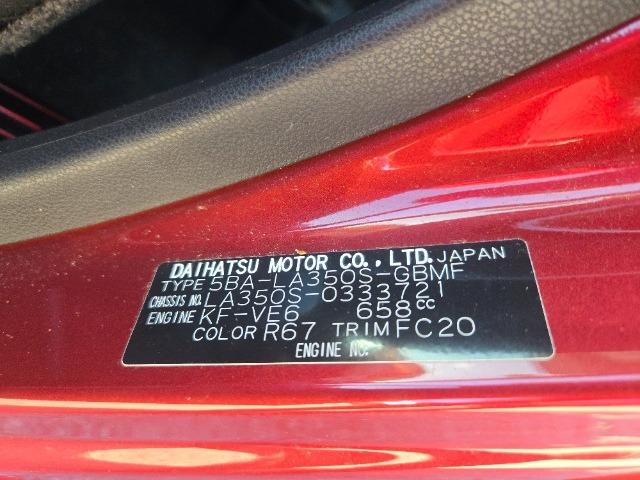 DAIHATSU MOTOR CO., LTD. JAPAN
TYPE 5BA-LA350S-GBMF
CHASSIS NO. LA350S-0333721
ENGINE KF-VE6 658cc
COLOR R67 TRIM FC20
ENGINE NO.